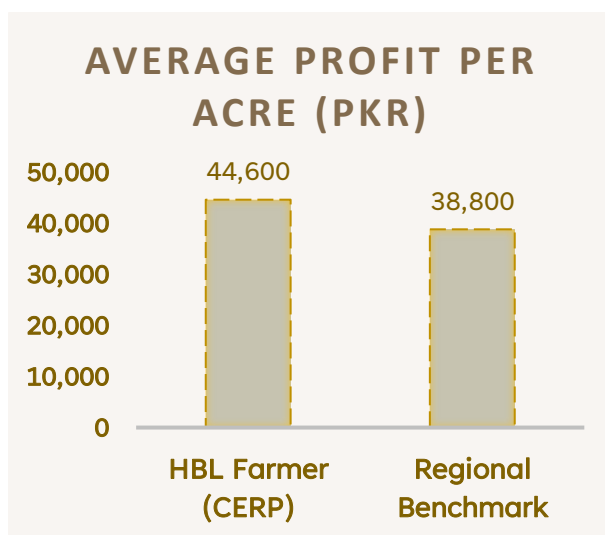 AVERAGE PROFIT PER
ACRE (PKR)
50,000
40,000
30,000
20,000
10,000
0
44,600
38,800
HBL Farmer
(CERP)
Regional
Benchmark